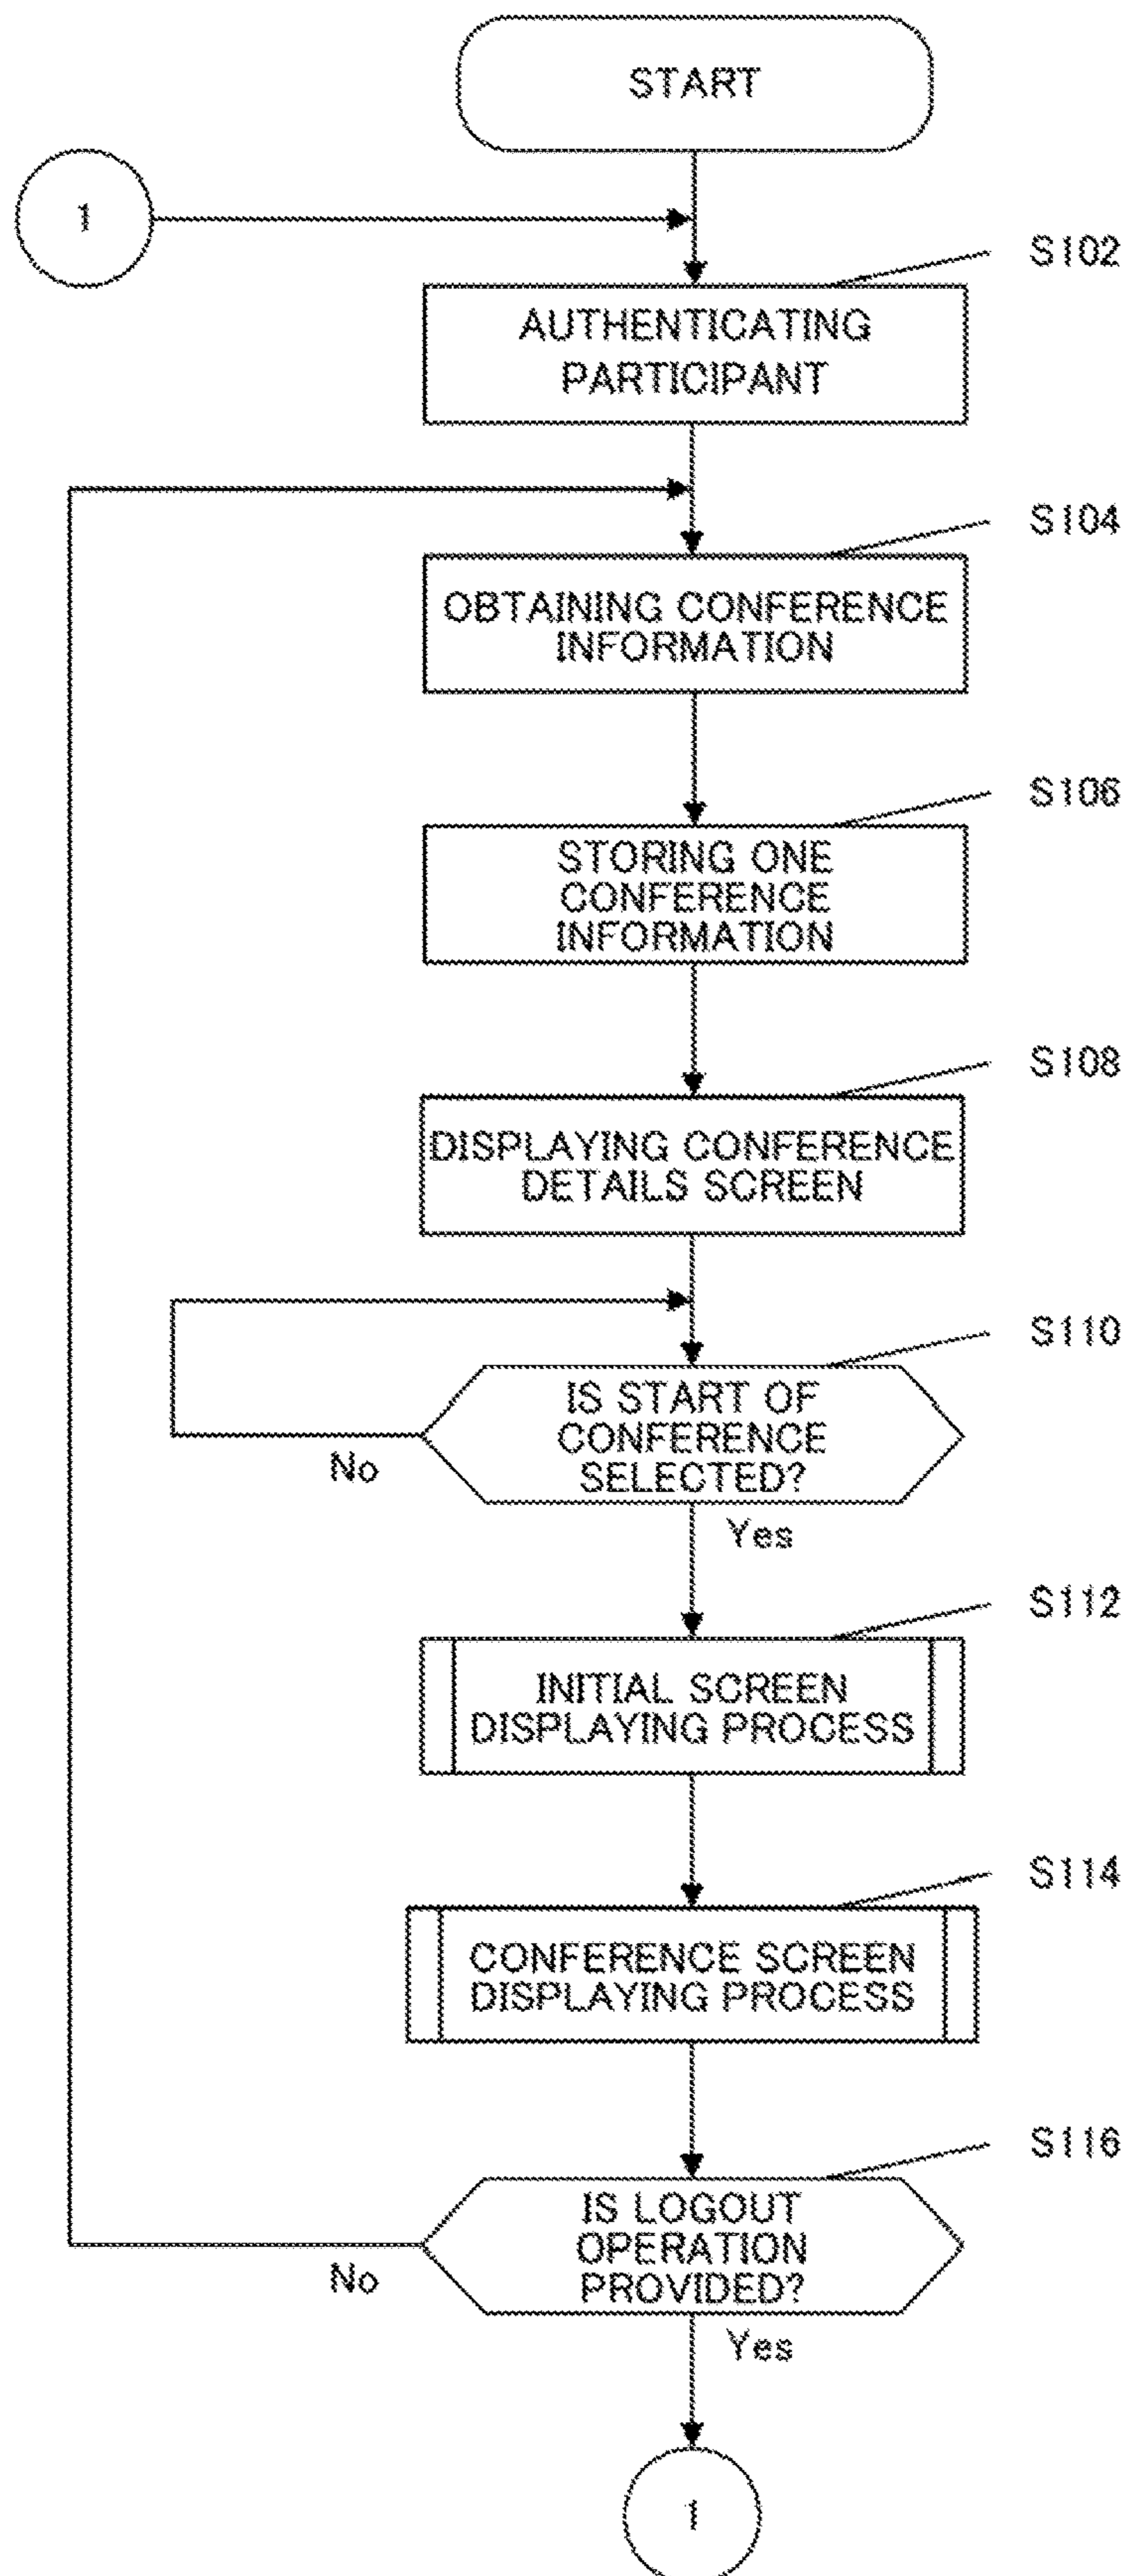 START
1
S102
AUTHENTICATING
PARTICIPANT
S104
OBTAINING CONFERENCE
INFORMATION
S106
STORING ONE
CONFERENCE
INFORMATION
S108
DISPLAYING CONFERENCE
DETAILS SCREEN
S110
IS START OF
CONFERENCE
SELECTED?
No
Yes
S112
INITIAL SCREEN
DISPLAYING PROCESS
S114
CONFERENCE SCREEN
DISPLAYING PROCESS
S116
IS LOGOUT
OPERATION
PROVIDED?
No
Yes
1